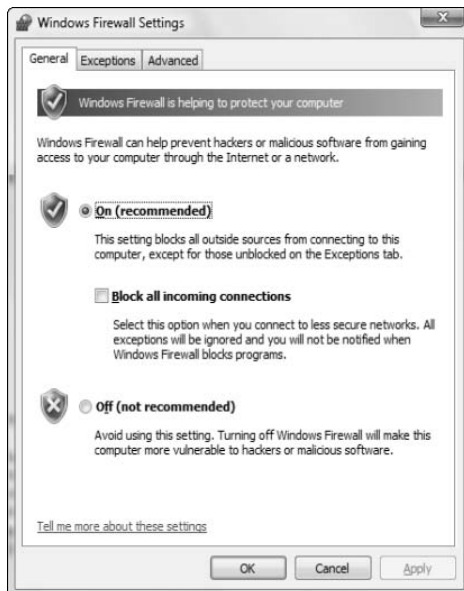 Windows Firewall Settings
General Exceptions Advanced
Windows Firewall is helping to protect your computer
Windows Firewall can help prevent hackers or malicious software from gaining
access to your computer through the Internet or a network.
On (recommended)
This setting blocks all outside sources from connecting to this
computer, except for those unblocked on the Exceptions tab.
Block all incoming connections
Select this option when you connect to less secure networks. All
exceptions will be ignored and you will not be notified when
Windows Firewall blocks programs.
Off (not recommended)
Avoid using this setting. Turning off Windows Firewall will make this
computer more vulnerable to hackers or malicious software.
Tell me more about these settings
OK Cancel Apply